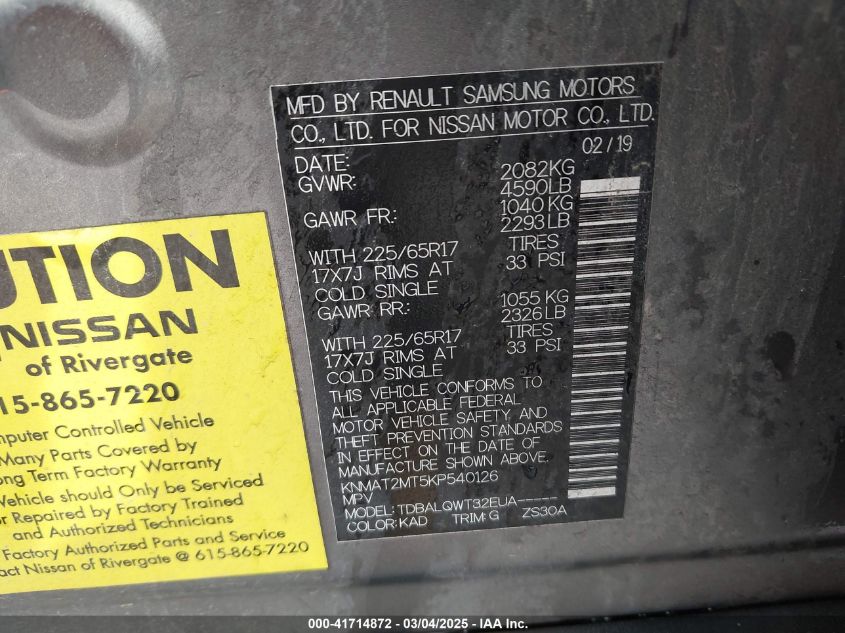 MFD BY RENAULT SAMSUNG MOTORS
CO., LTD. FOR NISSAN MOTOR CO., LTD.
02/19
DATE:
GVWR: 2082KG
4590LB
GAWR FR.: 1040KG
2293LB
WITH 225/65R17 TIRES
17X7J RIMS AT 33 PSI
COLD SINGLE
GAWR RR.: 1055 KG
2326LB
WITH 225/65R17 TIRES
17X7J RIMS AT 33 PSI
COLD SINGLE
THIS VEHICLE CONFORMS TO
ALL APPLICABLE FEDERAL
MOTOR VEHICLE SAFETY AND
THEFT PREVENTION STANDARDS
IN EFFECT ON THE DATE OF
MANUFACTURE SHOWN ABOVE.
KNMAT2MT5KP540126
MPV
MODEL: TDBALQWT32EUA-----
COLOR: KAD TRIM: G ZS30A
UTION
NISSAN
of Rivergate
15-865-7220
mputer Controlled Vehicle
Many Parts Covered by
ng Term Factory Warranty
ehicle should Only be Serviced
r Repaired by Factory Trained
and Authorized Technicians
Factory Authorized Parts and Service
act Nissan of Rivergate @ 615-865-7220
000-41714872 - 03/04/2025 - IAA Inc.